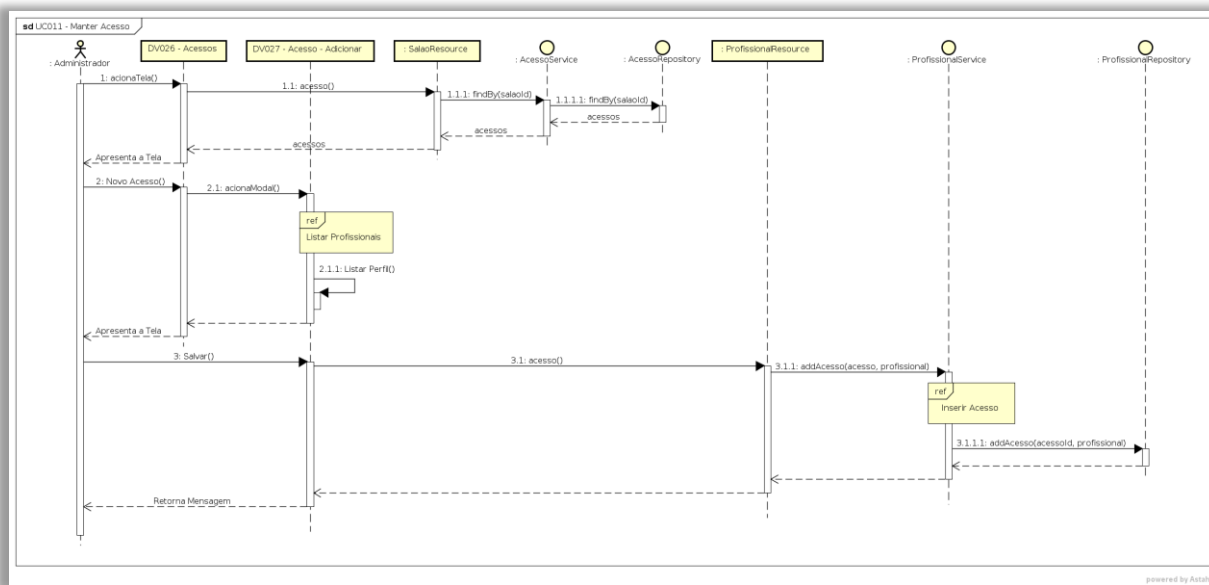 sd UC011 - Manter Acesso
: Administrador
DV026 - Acessos
DV027 - Acesso - Adicionar
: SalaoResource
: AcessoService
: AcessoRepository
: ProfissionalResource
: ProfissionalService
: ProfissionalRepository
1: acionaTela()
1.1: acesso()
1.1.1: findBy(salaoId)
1.1.1.1: findBy(salaoId)
acessos
acessos
acessos
Apresenta a Tela
2: Novo Acesso()
2.1: acionaModal()
ref
Listar Profissionais
2.1.1: Listar Perfil()
Apresenta a Tela
3: Salvar()
3.1: acesso()
3.1.1: addAcesso(acesso, profissional)
ref
Inserir Acesso
3.1.1.1: addAcesso(acessoId, profissional)
Retorna Mensagem
powered by Astah